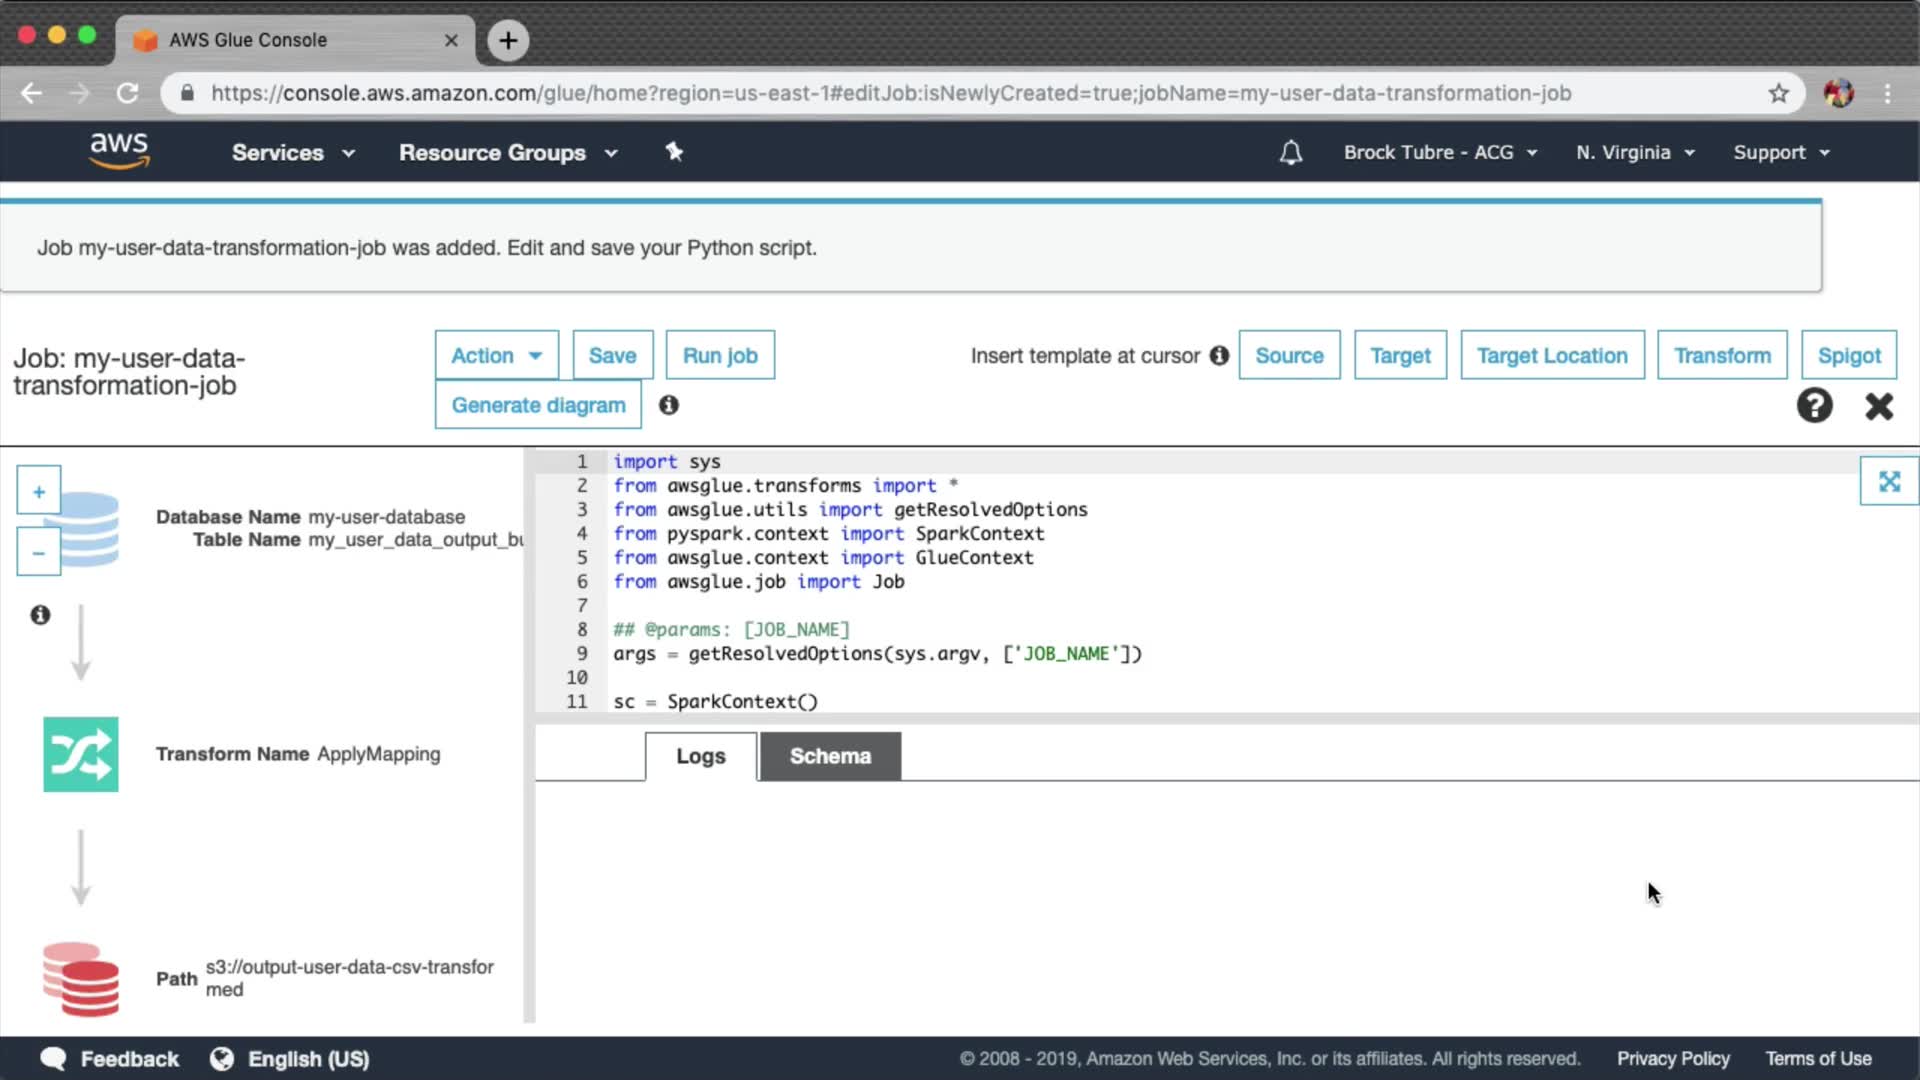 AWS Glue Console
https://console.aws.amazon.com/glue/home?region=us-east-1#editJob:isNewlyCreated=true;jobName=my-user-data-transformation-job
aws Services Resource Groups Brock Tubre - ACG N. Virginia Support
Job my-user-data-transformation-job was added. Edit and save your Python script.
Job: my-user-data-
transformation-job
Action Save Run job
Generate diagram
Insert template at cursor Source Target Target Location Transform Spigot
Database Name my-user-database
Table Name my_user_data_output_bu
Transform Name ApplyMapping
Path s3://output-user-data-csv-transfor
med
1 import sys
2 from awsglue.transforms import *
3 from awsglue.utils import getResolvedOptions
4 from pyspark.context import SparkContext
5 from awsglue.context import GlueContext
6 from awsglue.job import Job
7
8 ## @params: [JOB_NAME]
9 args = getResolvedOptions(sys.argv, ['JOB_NAME'])
10
11 sc = SparkContext()
Logs Schema
Feedback English (US) © 2008 - 2019, Amazon Web Services, Inc. or its affiliates. All rights reserved. Privacy Policy Terms of Use